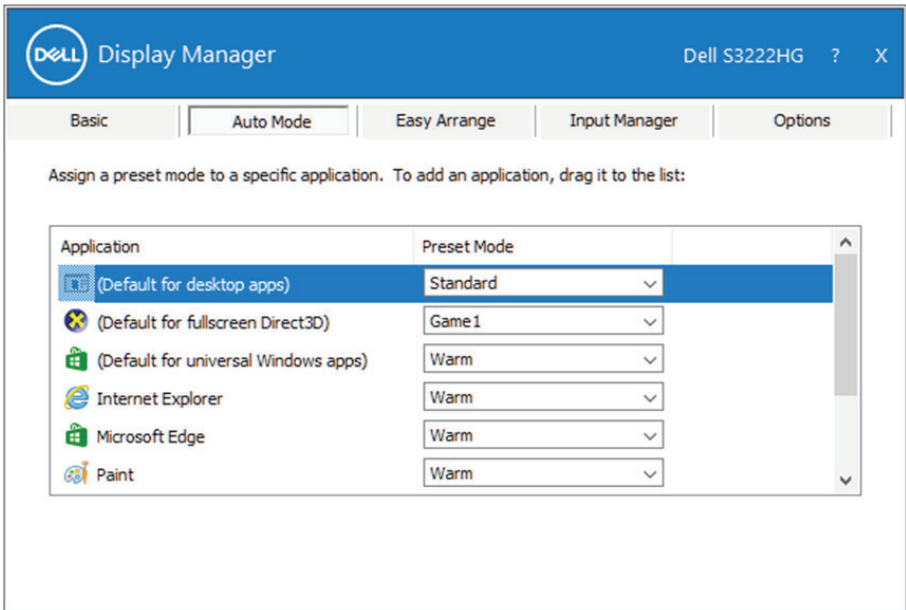 DELL Display Manager Dell S3222HG ? X
Basic Auto Mode Easy Arrange Input Manager Options
Assign a preset mode to a specific application. To add an application, drag it to the list:
Application Preset Mode
(Default for desktop apps) Standard
(Default for fullscreen Direct3D) Game1
(Default for universal Windows apps) Warm
Internet Explorer Warm
Microsoft Edge Warm
Paint Warm